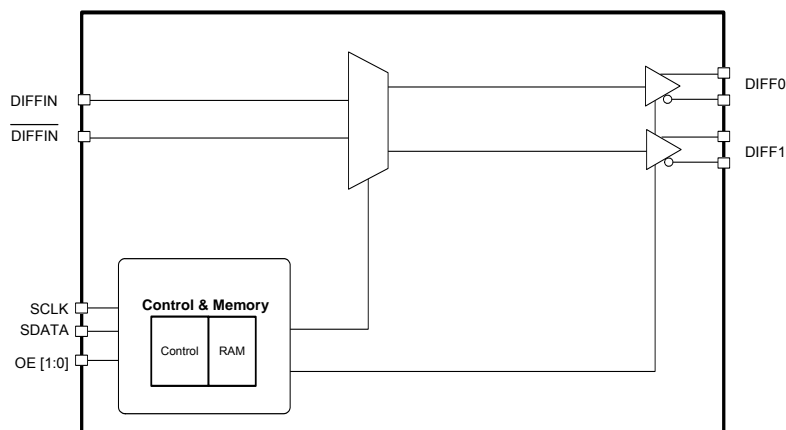 DIFFIN
DIFFIN
DIFF0
DIFF1
SCLK
SDATA
OE [1:0]
Control & Memory
Control
RAM